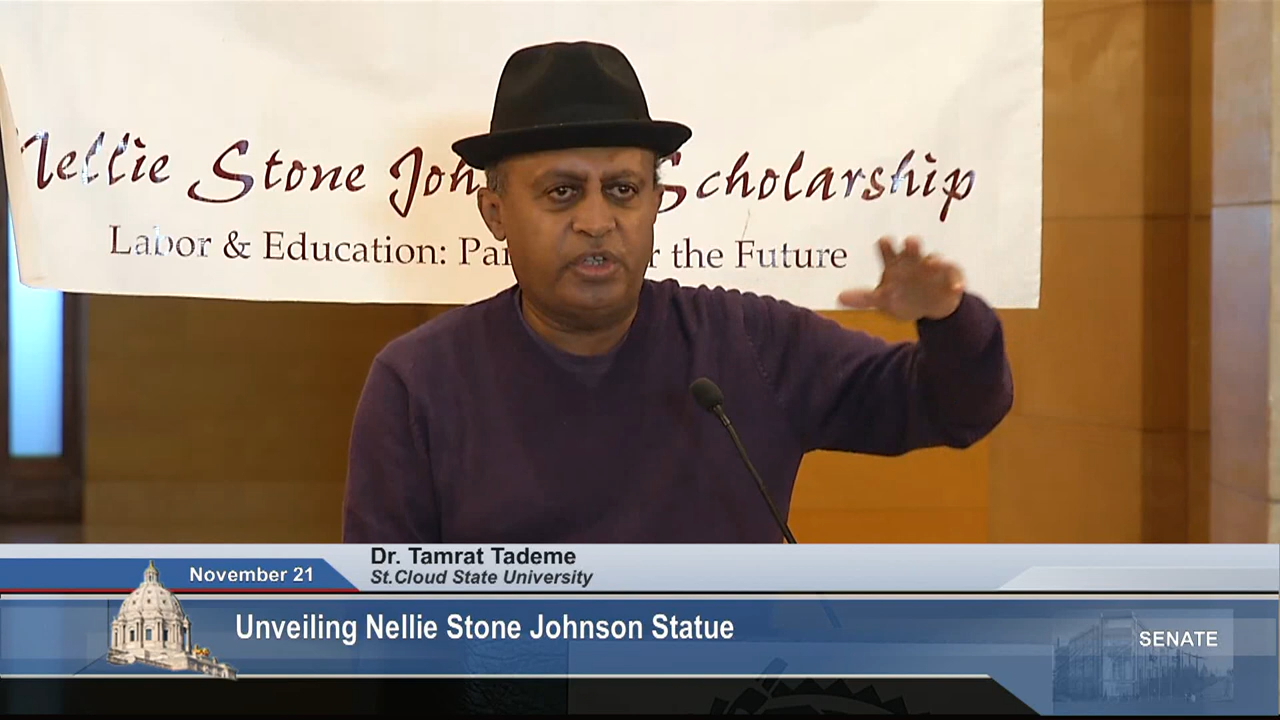 Nellie Stone Joh Scholarship
Labor & Education: Pa r the Future
Dr. Tamrat Tademe
November 21
St.Cloud State University
Unveiling Nellie Stone Johnson Statue
SENATE